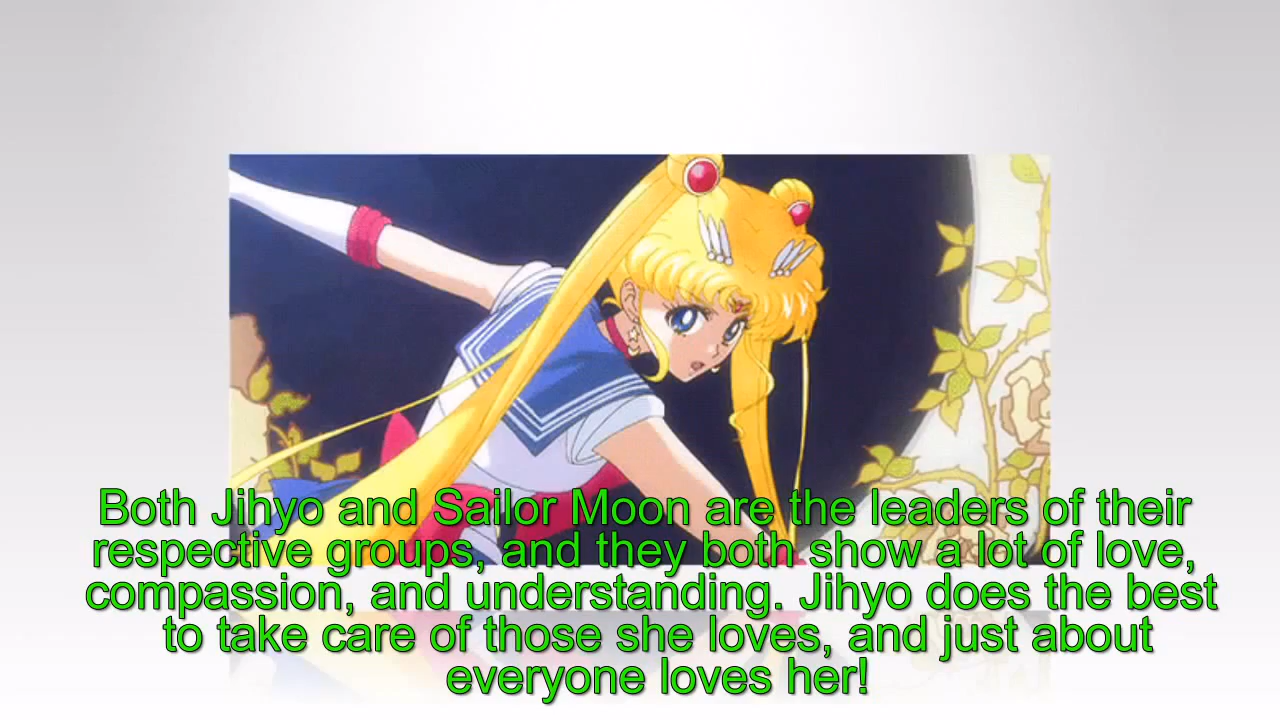 Both Jihyo and Sailor Moon are the leaders of their
respective groups, and they both show a lot of love,
compassion, and understanding. Jihyo does the best
to take care of those she loves, and just about
everyone loves her!